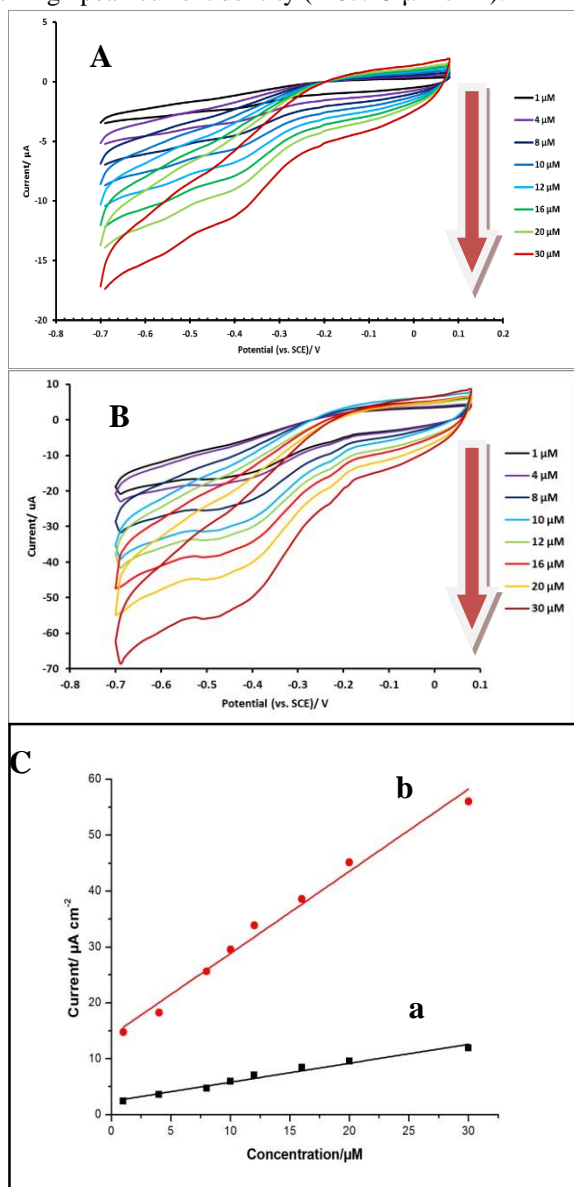 high peak current density
A
5
0
-5
-10
-15
-20
Current/ µA
-0.8 -0.7 -0.6 -0.5 -0.4 -0.3 -0.2 -0.1 0 0.1 0.2
Potential (vs. SCE)/ V
1 µM
4 µM
8 µM
10 µM
12 µM
16 µM
20 µM
30 µM
B
10
0
-10
-20
-30
-40
-50
-60
-70
Current/ uA
-0.8 -0.7 -0.6 -0.5 -0.4 -0.3 -0.2 -0.1 0 0.1
Potential (vs. SCE)/ V
1 µM
4 µM
8 µM
10 µM
12 µM
16 µM
20 µM
30 µM
C
60
50
40
30
20
10
0
Current/ µA cm-2
b
a
0 5 10 15 20 25 30
Concentration/µM